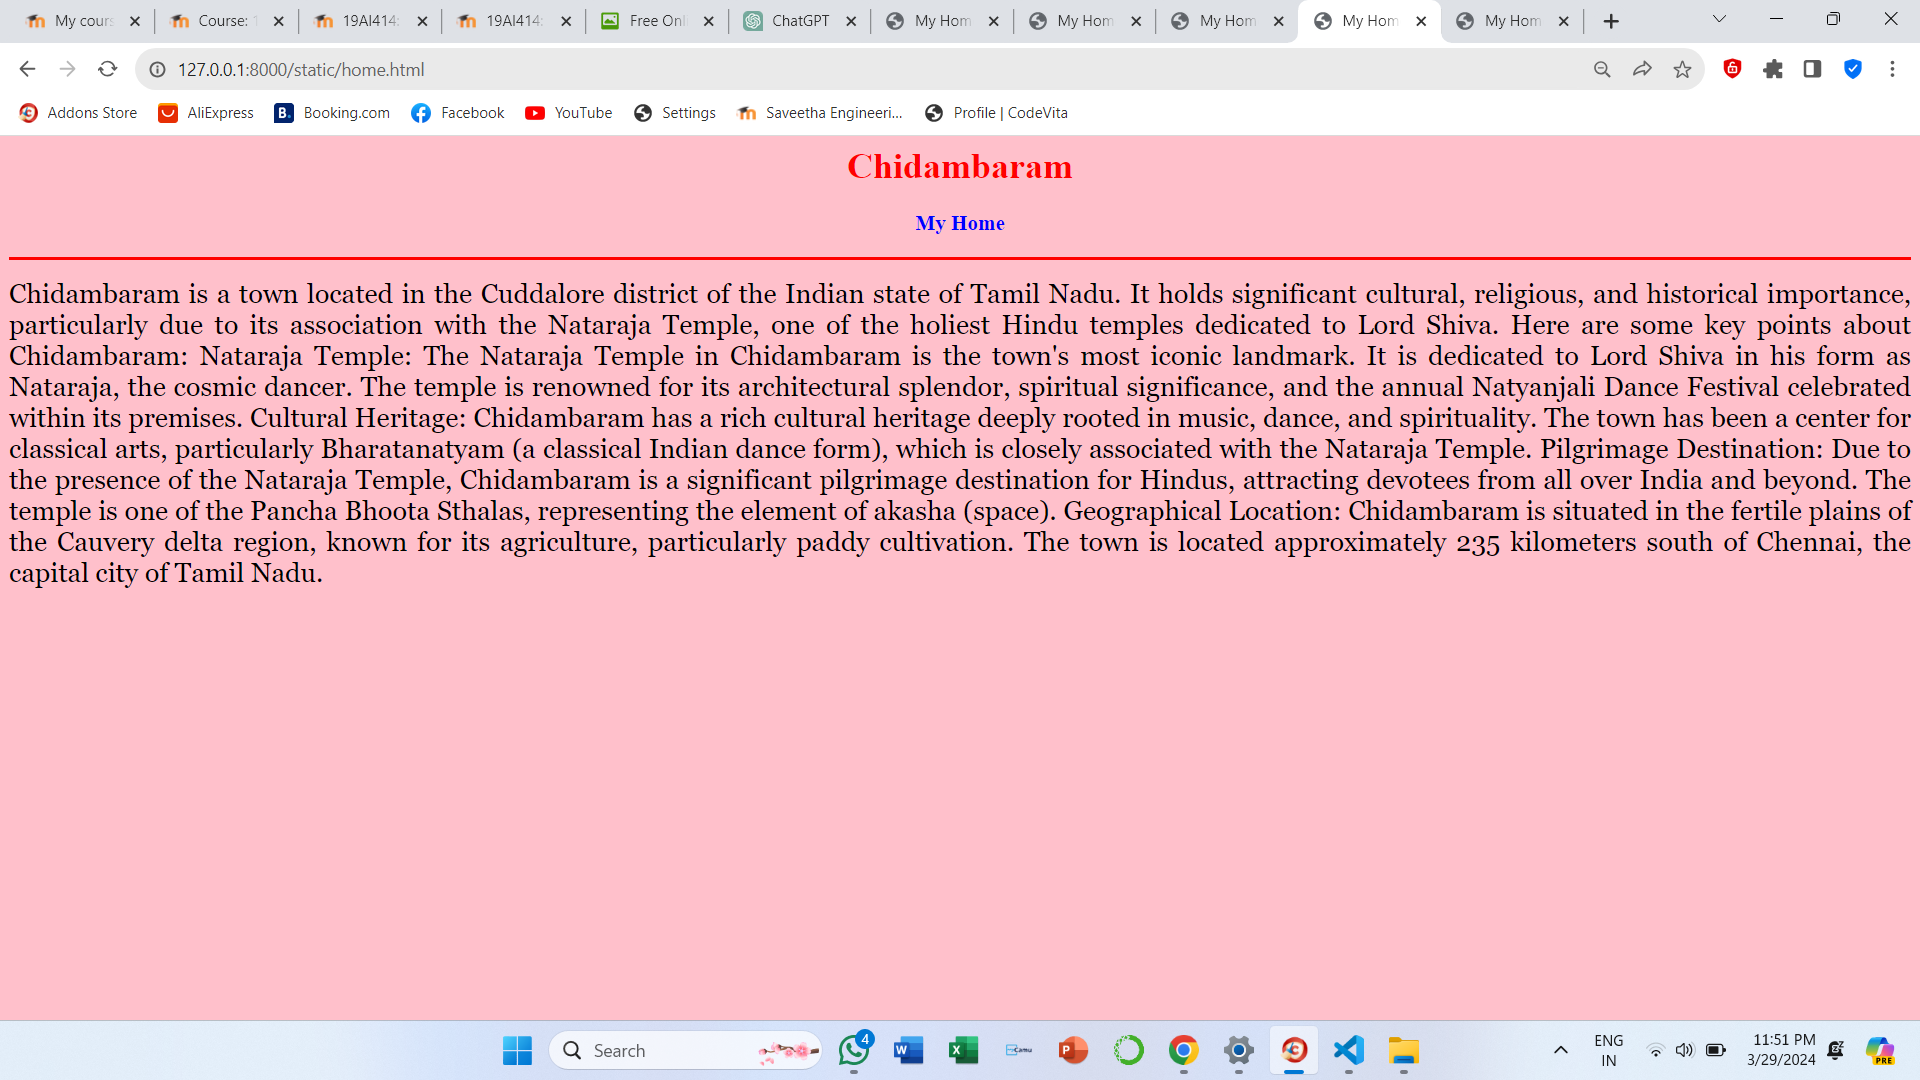 My cours
Course: 1
19AI414:
19AI414:
Free Onl
ChatGPT
My Hom
My Hom
My Hom
My Hom
My Hom
127.0.0.1:8000/static/home.html
Addons Store
AliExpress
Booking.com
Facebook
YouTube
Settings
Saveetha Engineeri...
Profile | CodeVita
Chidambaram
My Home
Chidambaram is a town located in the Cuddalore district of the Indian state of Tamil Nadu. It holds significant cultural, religious, and historical importance,
particularly due to its association with the Nataraja Temple, one of the holiest Hindu temples dedicated to Lord Shiva. Here are some key points about
Chidambaram: Nataraja Temple: The Nataraja Temple in Chidambaram is the town's most iconic landmark. It is dedicated to Lord Shiva in his form as
Nataraja, the cosmic dancer. The temple is renowned for its architectural splendor, spiritual significance, and the annual Natyanjali Dance Festival celebrated
within its premises. Cultural Heritage: Chidambaram has a rich cultural heritage deeply rooted in music, dance, and spirituality. The town has been a center for
classical arts, particularly Bharatanatyam (a classical Indian dance form), which is closely associated with the Nataraja Temple. Pilgrimage Destination: Due to
the presence of the Nataraja Temple, Chidambaram is a significant pilgrimage destination for Hindus, attracting devotees from all over India and beyond. The
temple is one of the Pancha Bhoota Sthalas, representing the element of akasha (space). Geographical Location: Chidambaram is situated in the fertile plains of
the Cauvery delta region, known for its agriculture, particularly paddy cultivation. The town is located approximately 235 kilometers south of Chennai, the
capital city of Tamil Nadu.
Search
4
ENG
IN
11:51 PM
3/29/2024
PRE